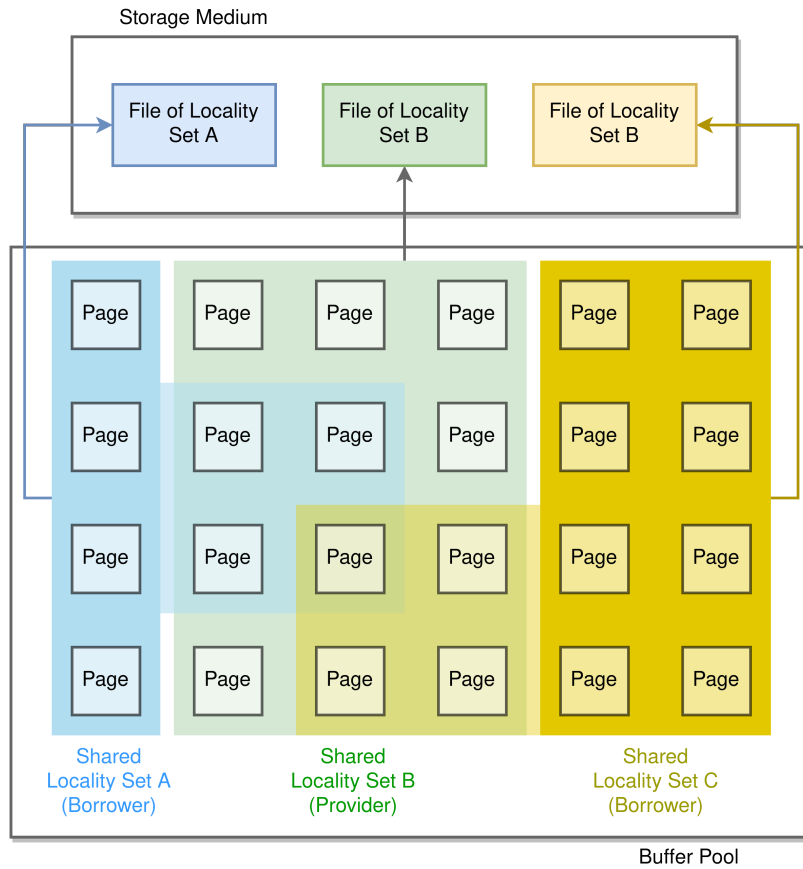 Storage Medium
File of Locality
Set A
File of Locality
Set B
File of Locality
Set B
Page Page Page Page Page Page
Page Page Page Page Page Page
Page Page Page Page Page Page
Page Page Page Page Page Page
Shared
Locality Set A
(Borrower)
Shared
Locality Set B
(Provider)
Shared
Locality Set C
(Borrower)
Buffer Pool